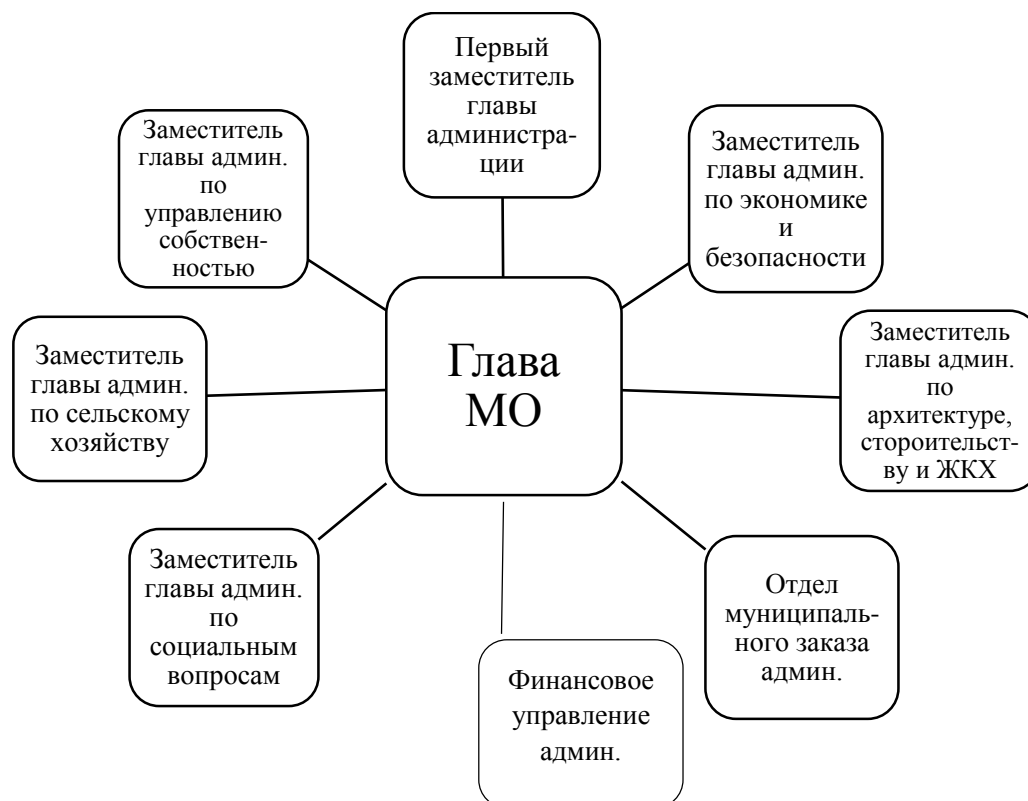 Первый
заместитель
главы
администра-
ции
Заместитель
главы админ.
по
управлению
собствен-
ностью
Заместитель
главы админ.
по экономике
и
безопасности
Заместитель
главы админ.
по сельскому
хозяйству
Глава
МО
Заместитель
главы админ.
по
архитектуре,
стороительст-
ву и ЖКХ
Заместитель
главы админ.
по
социальным
вопросам
Финансовое
управление
админ.
Отдел
муниципаль-
ного заказа
админ.